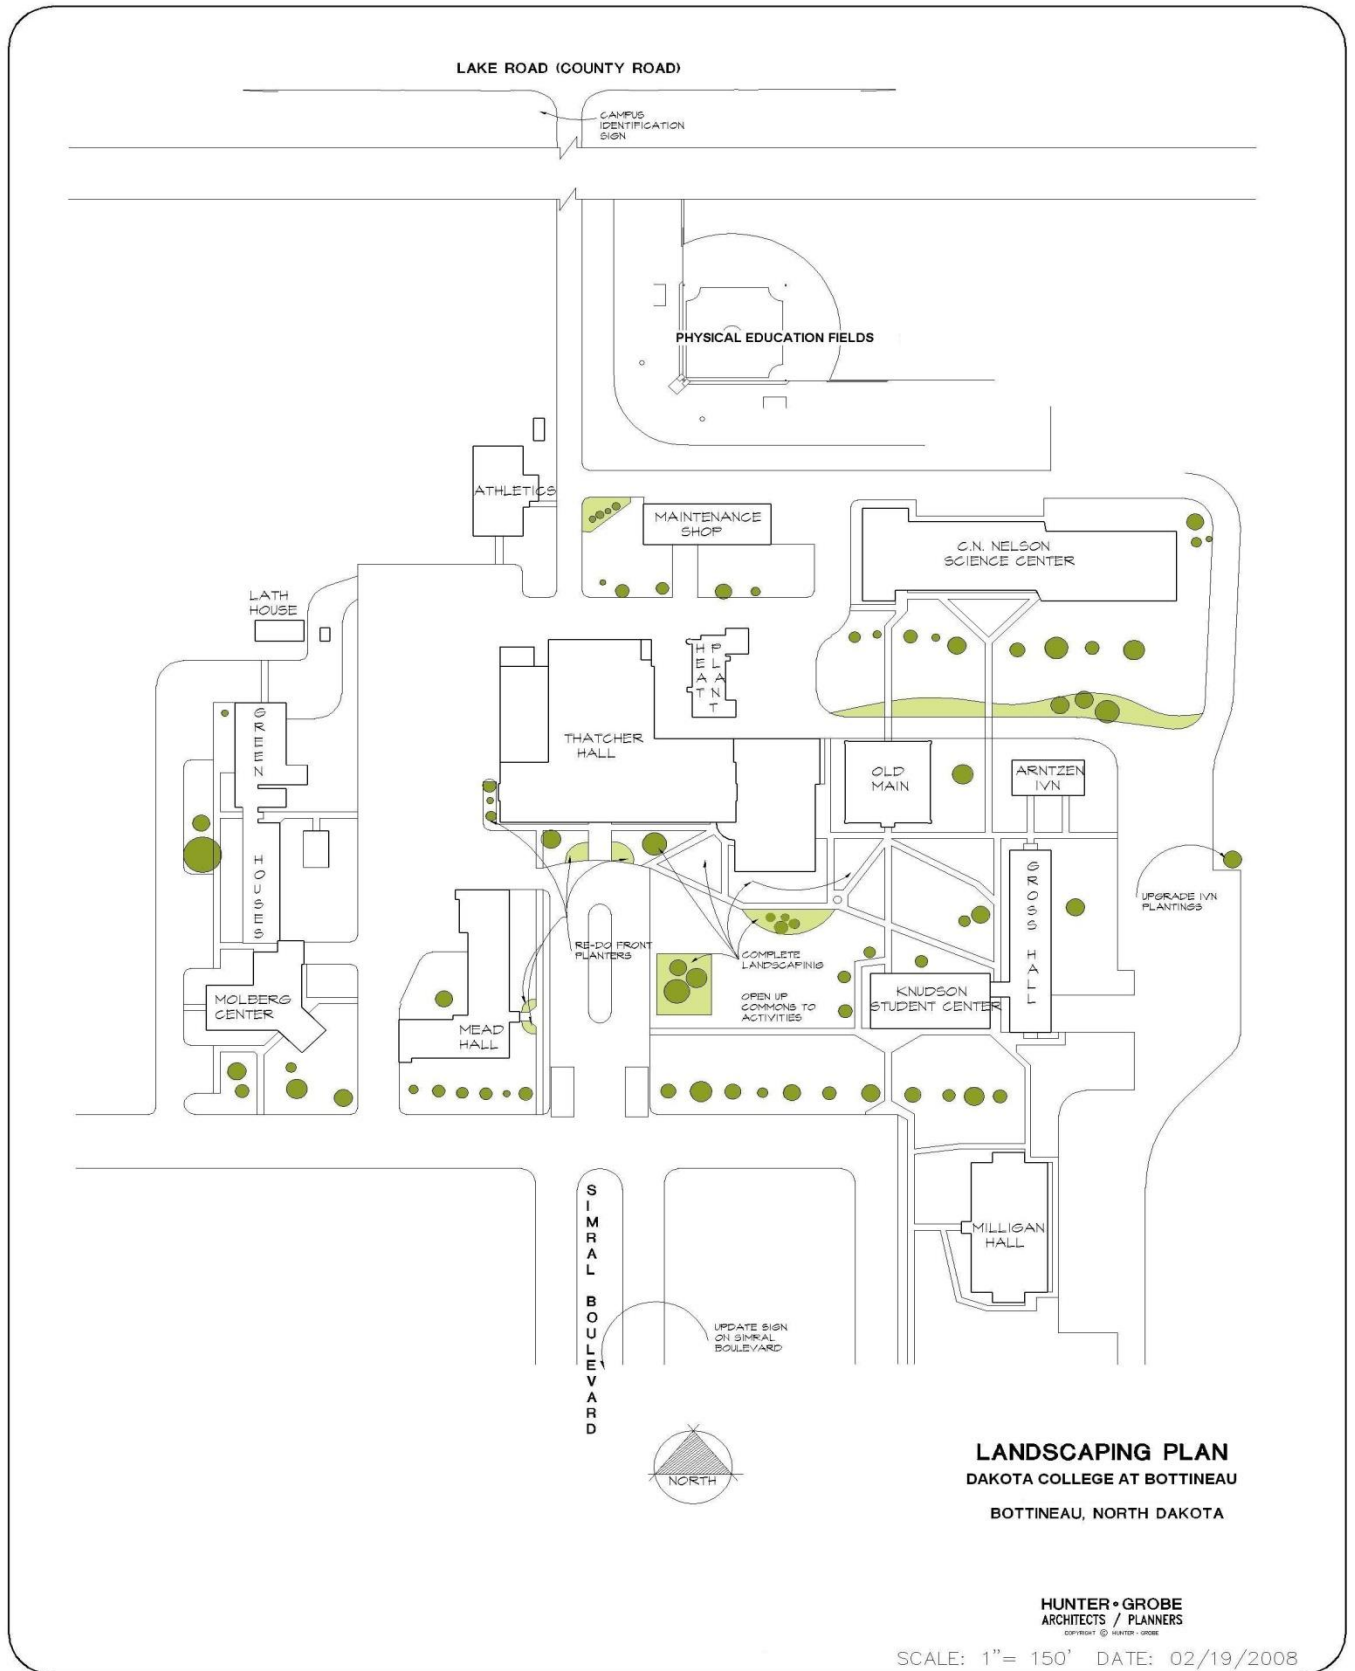 LAKE ROAD (COUNTY ROAD)
CAMPUS
IDENTIFICATION
SIGN
PHYSICAL EDUCATION FIELDS
ATHLETICS
MAINTENANCE
SHOP
C.N. NELSON
SCIENCE CENTER
LATH
HOUSE
HEAT
PLANT
GREEN
HOUSES
THATCHER
HALL
OLD
MAIN
ARNTZEN
IVN
GROSS HALL
UPGRADE IVN
PLANTINGS
RE-DO FRONT
PLANTERS
COMPLETE
LANDSCAPINIG
OPEN UP
COMMONS TO
ACTIVITIES
MOLBERG
CENTER
MEAD
HALL
KNUDSON
STUDENT CENTER
MILLIGAN
HALL
SIMRAL BOULEVARD
UPDATE SIGN
ON SIMRAL
BOULEVARD
NORTH
LANDSCAPING PLAN
DAKOTA COLLEGE AT BOTTINEAU
BOTTINEAU, NORTH DAKOTA
HUNTER • GROBE
ARCHITECTS / PLANNERS
COPYRIGHT © HUNTER - GROBE
SCALE: 1"= 150' DATE: 02/19/2008